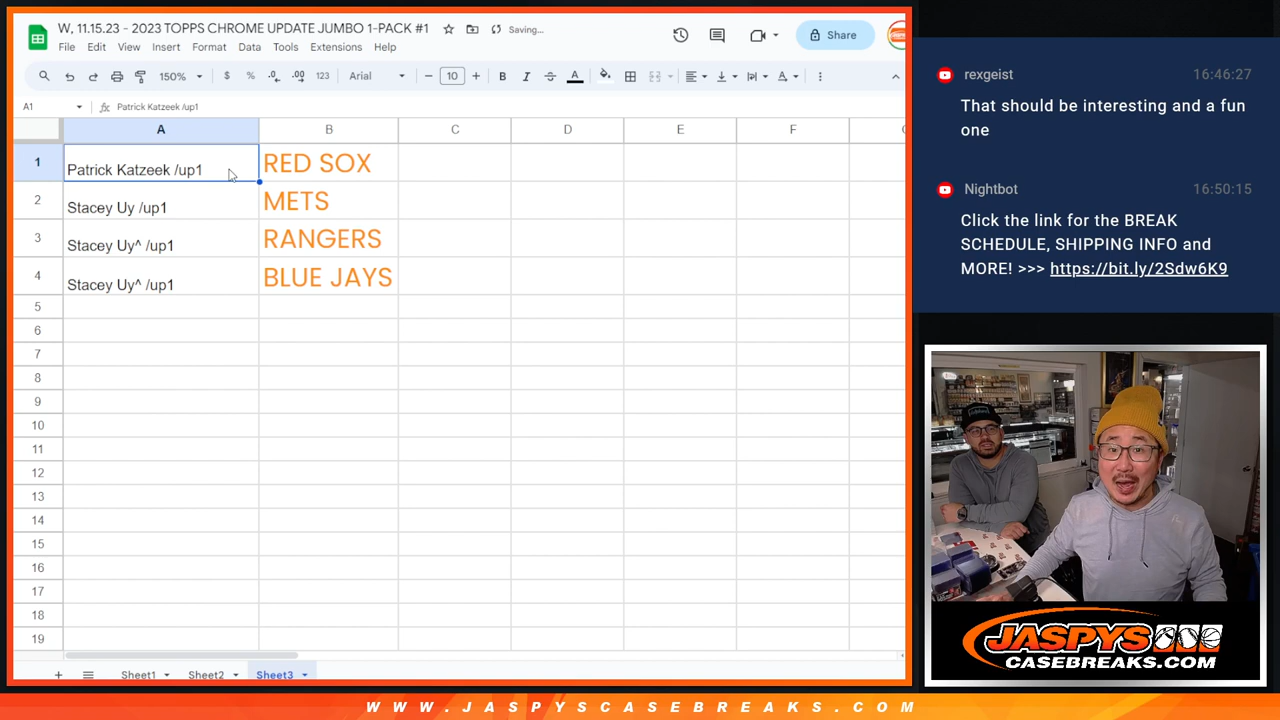 W, 11.15.23 - 2023 TOPPS CHROME UPDATE JUMBO 1-PACK #1
Saving…
Share
File Edit View Insert Format Data Tools Extensions Help
150% $ % .0 .00 123 Arial 10 B I A
A1 fx Patrick Katzeek /up1
A B C D E F
1 Patrick Katzeek /up1 RED SOX
2 Stacey Uy /up1 METS
3 Stacey Uy^ /up1 RANGERS
4 Stacey Uy^ /up1 BLUE JAYS
5
6
7
8
9
10
11
12
13
14
15
16
17
18
19
Sheet1 Sheet2 Sheet3
rexgeist 16:46:27
That should be interesting and a fun
one
Nightbot 16:50:15
Click the link for the BREAK
SCHEDULE, SHIPPING INFO and
MORE! >>> https://bit.ly/2Sdw6K9
JASPYS
CASEBREAKS.COM
WWW.JASPYSCASEBREAKS.COM